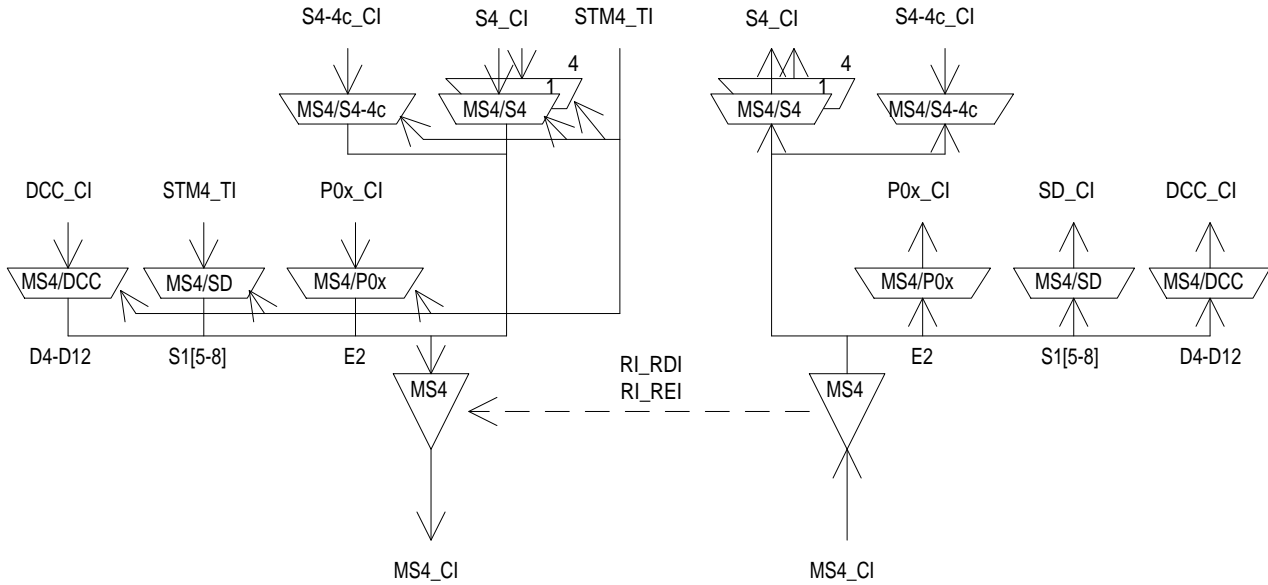 S4-4c_CI S4_CI STM4_TI S4_CI S4-4c_CI
4 4
1 1
MS4/S4-4c MS4/S4 MS4/S4 MS4/S4-4c
DCC_CI STM4_TI P0x_CI P0x_CI SD_CI DCC_CI
MS4/DCC MS4/SD MS4/P0x MS4/P0x MS4/SD MS4/DCC
D4-D12 S1[5-8] E2 E2 S1[5-8] D4-D12
RI_RDI
MS4 RI_REI MS4
MS4_CI MS4_CI